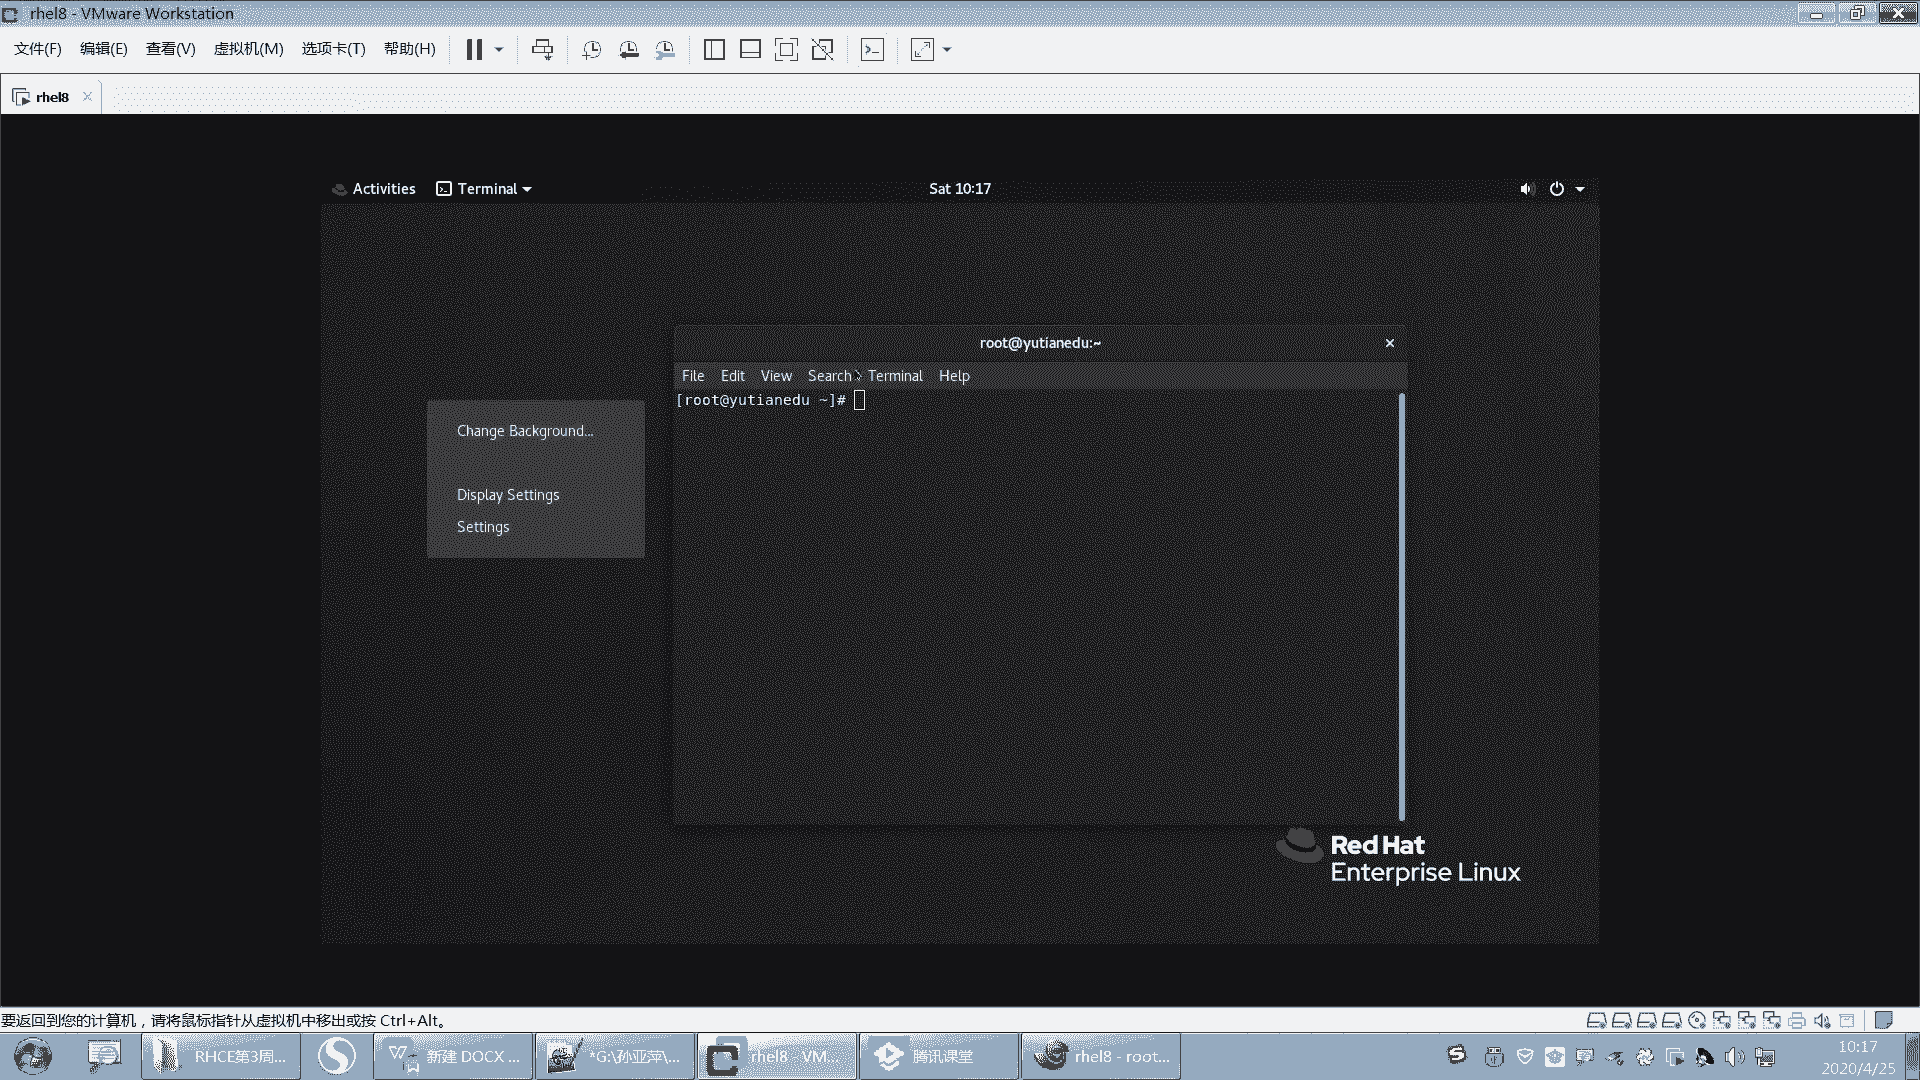 rhel8 - VMware Workstation
文件(F) 编辑(E) 查看(V) 虚拟机(M) 选项卡(T) 帮助(H)
rhel8
Activities Terminal Sat 10:17
root@yutianedu:~
File Edit View Search Terminal Help
[root@yutianedu ~]#
Change Background...
Display Settings
Settings
Red Hat
Enterprise Linux
要返回到您的计算机，请将鼠标指针从虚拟机中移出或按 Ctrl+Alt。
RHCE第3周... 新建 DOCX ... *G:\孙亚萍\... rhel8 - VM... 腾讯课堂 rhel8 - root...
10:17
2020/4/25